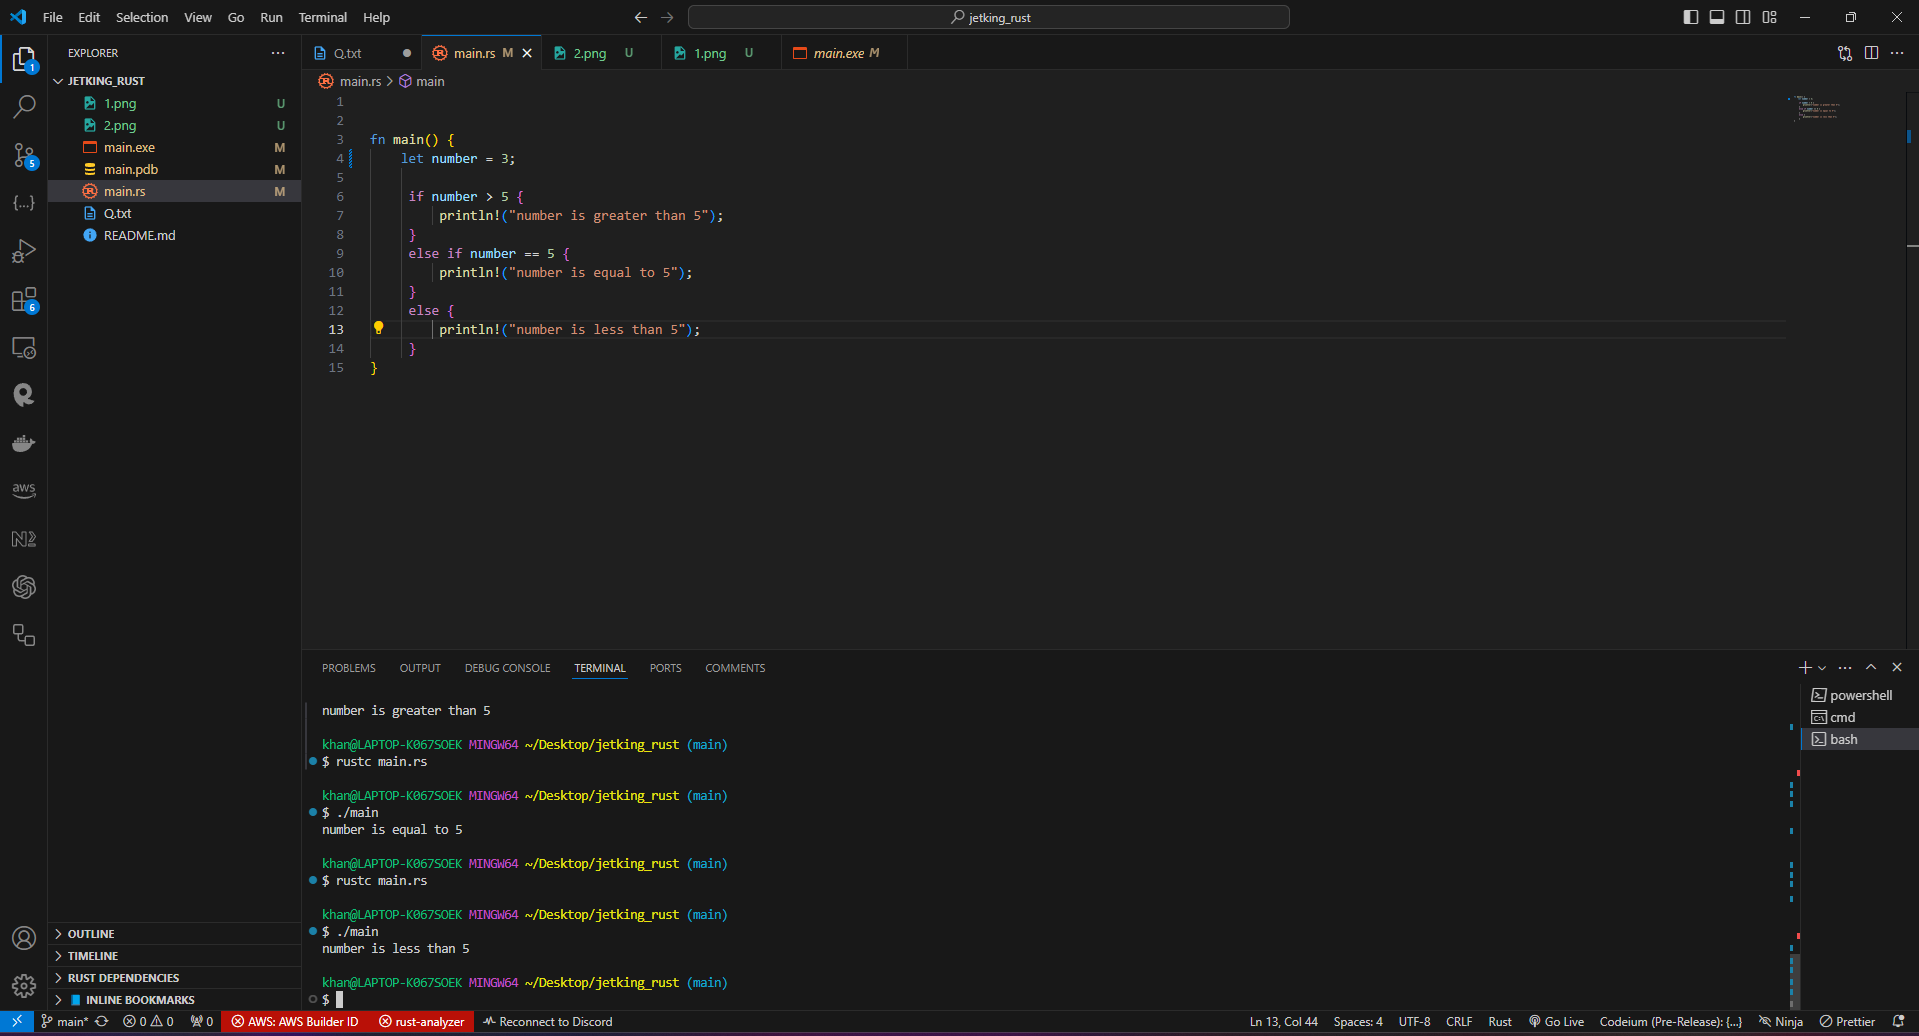 File Edit Selection View Go Run Terminal Help
jetking_rust
EXPLORER
JETKING_RUST
1.png U
2.png U
main.exe M
main.pdb M
main.rs M
Q.txt
README.md
OUTLINE
TIMELINE
RUST DEPENDENCIES
INLINE BOOKMARKS
1
5
6
aws
Q.txt
main.rs M
2.png U
1.png U
main.exe M
main.rs > main
1
2
3 fn main() {
4 let number = 3;
5
6 if number > 5 {
7 println!("number is greater than 5");
8 }
9 else if number == 5 {
10 println!("number is equal to 5");
11 }
12 else {
13 println!("number is less than 5");
14 }
15 }
PROBLEMS OUTPUT DEBUG CONSOLE TERMINAL PORTS COMMENTS
number is greater than 5
khan@LAPTOP-K067SOEK MINGW64 ~/Desktop/jetking_rust (main)
$ rustc main.rs
khan@LAPTOP-K067SOEK MINGW64 ~/Desktop/jetking_rust (main)
$ ./main
number is equal to 5
khan@LAPTOP-K067SOEK MINGW64 ~/Desktop/jetking_rust (main)
$ rustc main.rs
khan@LAPTOP-K067SOEK MINGW64 ~/Desktop/jetking_rust (main)
$ ./main
number is less than 5
khan@LAPTOP-K067SOEK MINGW64 ~/Desktop/jetking_rust (main)
$
powershell
cmd
bash
main* 0 0 0 AWS: AWS Builder ID rust-analyzer Reconnect to Discord Ln 13, Col 44 Spaces: 4 UTF-8 CRLF Rust Go Live Codeium (Pre-Release): {...} Ninja Prettier